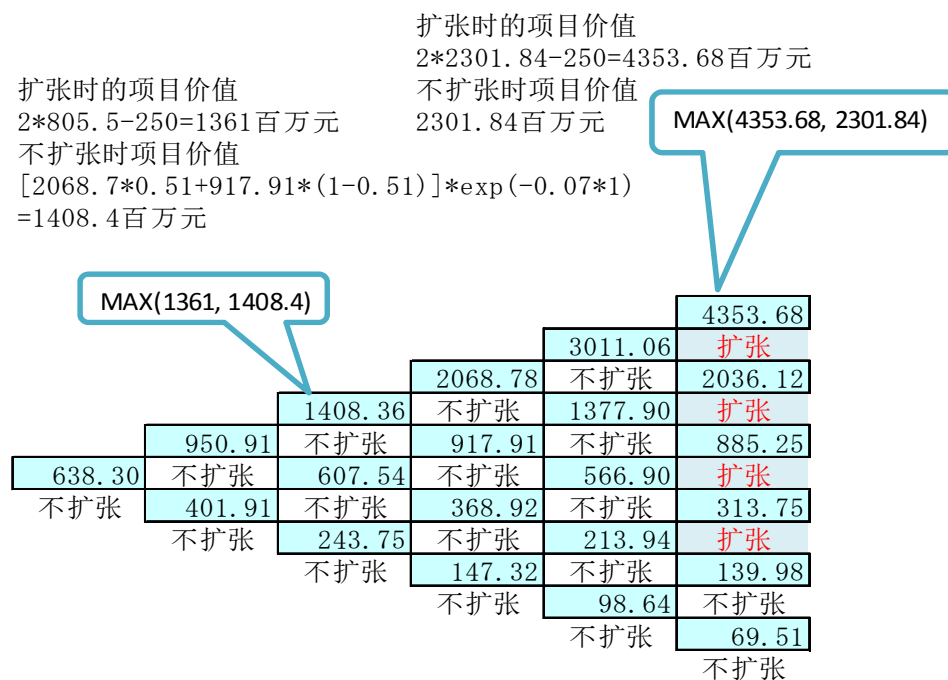 扩张时的项目价值
2*2301.84-250=4353.68百万元
不扩张时项目价值
2301.84百万元
扩张时的项目价值
2*805.5-250=1361百万元
不扩张时项目价值
[2068.7*0.51+917.91*(1-0.51)]*exp(-0.07*1)
=1408.4百万元
MAX(4353.68, 2301.84)
MAX(1361, 1408.4)
4353.68
3011.06 扩张
2068.78 不扩张 2036.12
1408.36 不扩张 1377.90 扩张
950.91 不扩张 917.91 不扩张 885.25
638.30 不扩张 607.54 不扩张 566.90 扩张
不扩张 401.91 不扩张 368.92 不扩张 313.75
不扩张 243.75 不扩张 213.94 扩张
不扩张 147.32 不扩张 139.98
不扩张 98.64 不扩张
不扩张 69.51
不扩张